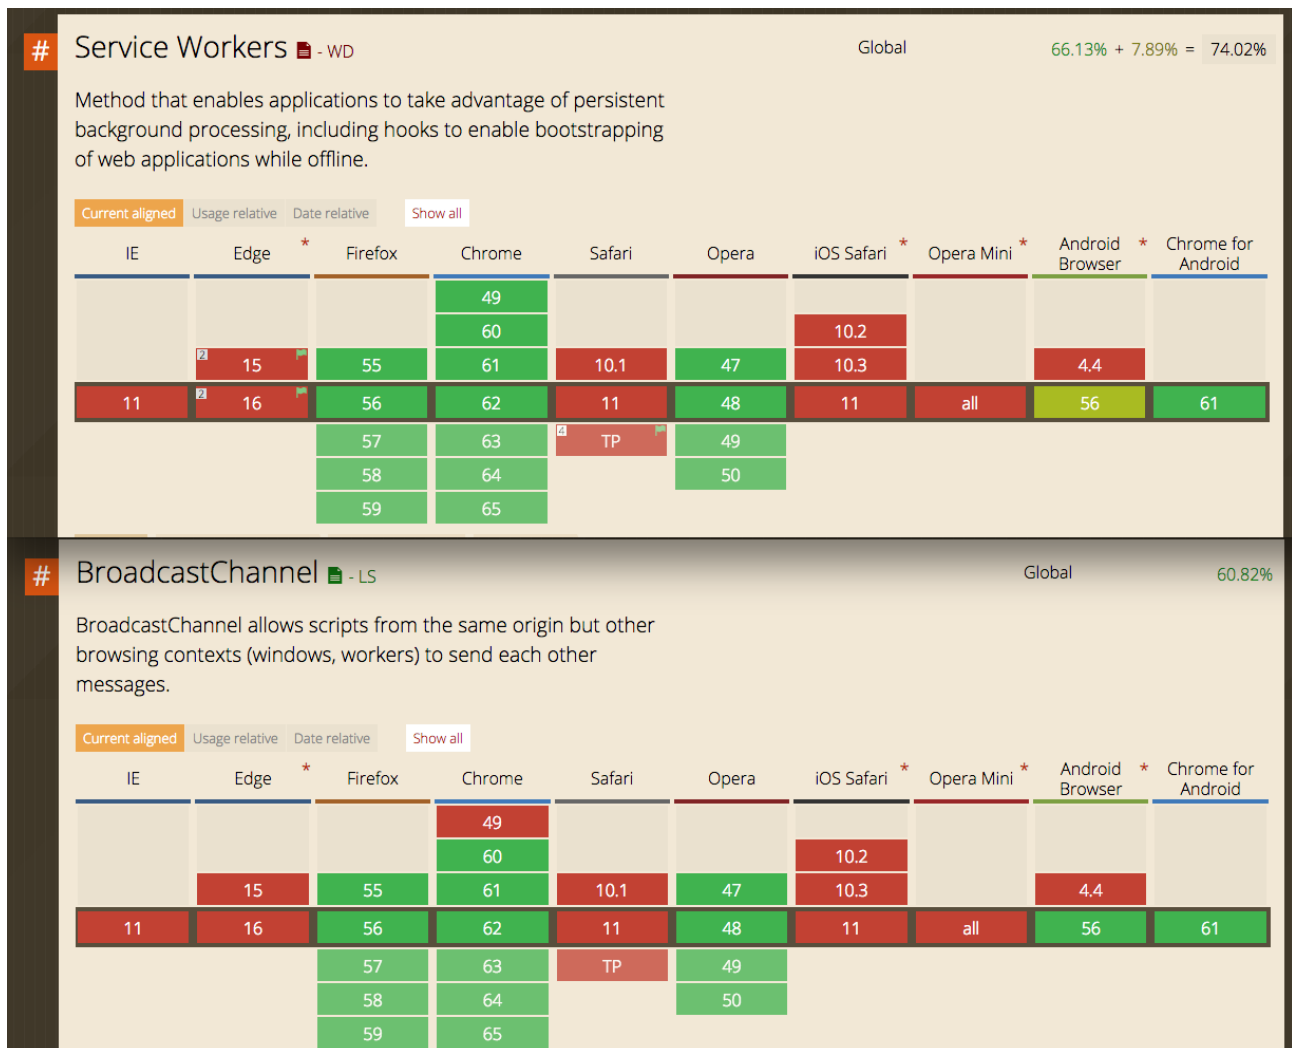 # Service Workers - WD Global 66.13% + 7.89% = 74.02%
Method that enables applications to take advantage of persistent
background processing, including hooks to enable bootstrapping
of web applications while offline.
Current aligned Usage relative Date relative Show all
IE Edge * Firefox Chrome Safari Opera iOS Safari * Opera Mini * Android Browser * Chrome for Android
49
60 10.2
2 15 55 61 10.1 47 10.3 4.4
11 2 16 56 62 11 48 11 all 56 61
57 63 4 TP 49
58 64 50
59 65
# BroadcastChannel - LS Global 60.82%
BroadcastChannel allows scripts from the same origin but other
browsing contexts (windows, workers) to send each other
messages.
Current aligned Usage relative Date relative Show all
IE Edge * Firefox Chrome Safari Opera iOS Safari * Opera Mini * Android Browser * Chrome for Android
49
60 10.2
15 55 61 10.1 47 10.3 4.4
11 16 56 62 11 48 11 all 56 61
57 63 TP 49
58 64 50
59 65